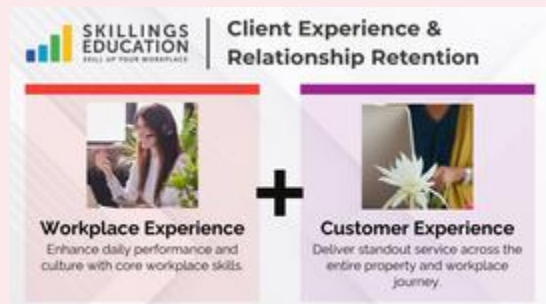 SKILLINGS
EDUCATION
SKILL UP YOUR WORKPLACE
Client Experience &
Relationship Retention
Workplace Experience
Enhance daily performance and
culture with core workplace skills.
Customer Experience
Deliver standout service across the
entire property and workplace
journey.